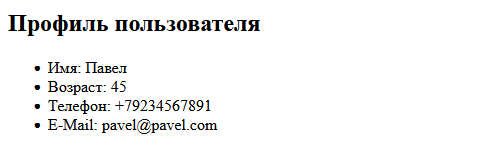 Профиль пользователя
Имя: Павел
Возраст: 45
Телефон: +79234567891
E-Mail: pavel@pavel.com